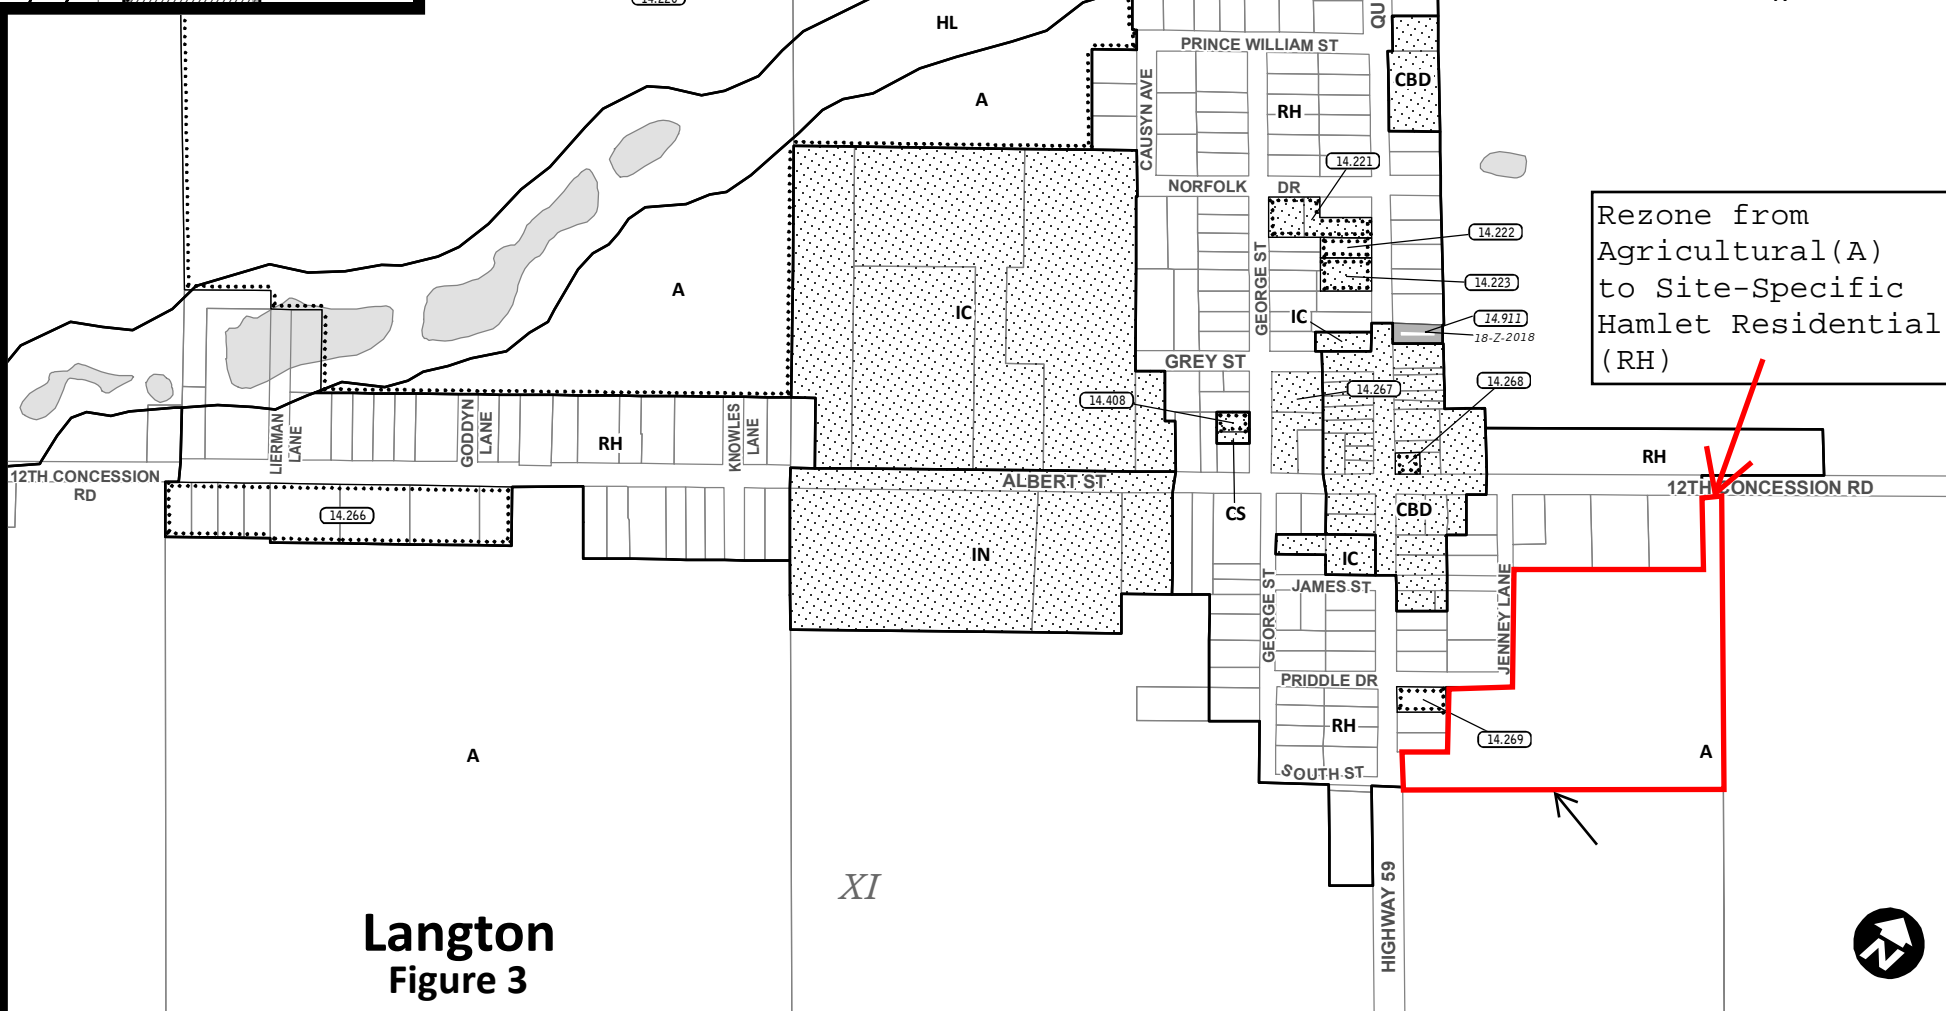 HL
PRINCE WILLIAM ST
CBD
A
CAUSYN AVE
RH
14.221
NORFOLK DR
14.222
Rezone from
Agricultural(A)
to Site-Specific
Hamlet Residential
(RH)
GEORGE ST
14.223
A
IC
IC
14.911
18-Z-2018
GREY ST
14.267
14.268
14.408
LIERMAN
LANE
GODDYN
LANE
RH
KNOWLES
LANE
RH
12TH CONCESSION
RD
ALBERT ST
12TH CONCESSION RD
14.266
CS
CBD
IN
IC
JAMES ST
GEORGE ST
JENNEY LANE
PRIDDLE DR
RH
14.269
A
A
SOUTH ST
XI
HIGHWAY 59
Langton
Figure 3
N